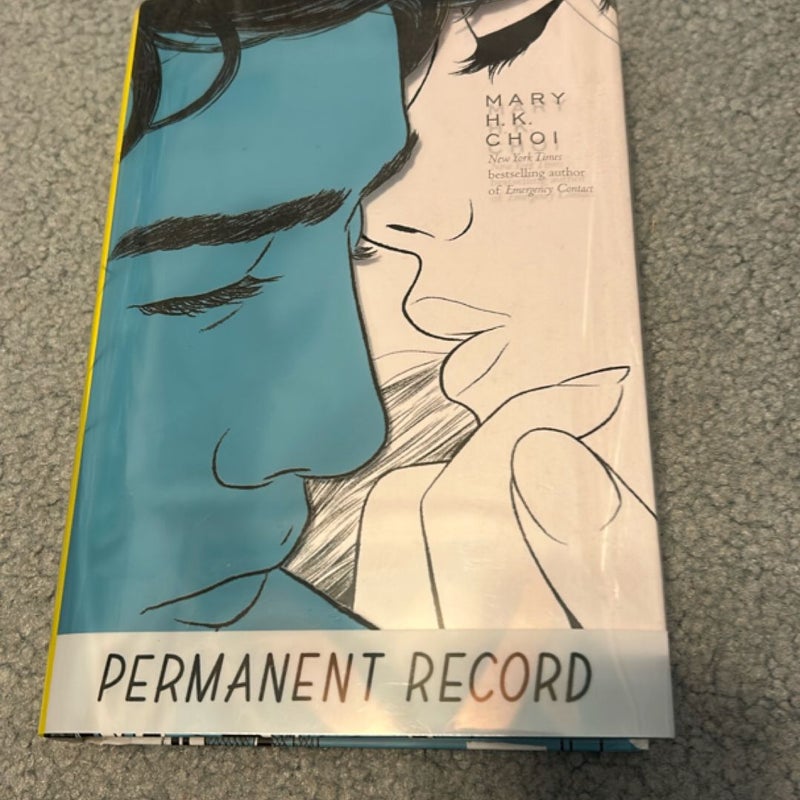 MARY
H.K.
CHOI
New York Times
bestselling author
of Emergency Contact
PERMANENT RECORD